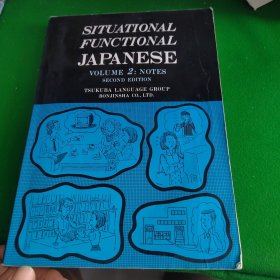 SITUATIONAL
FUNCTIONAL
JAPANESE
VOLUME 2: NOTES
SECOND EDITION
TSUKUBA LANGUAGE GROUP
BONJINSHA CO., LTD.